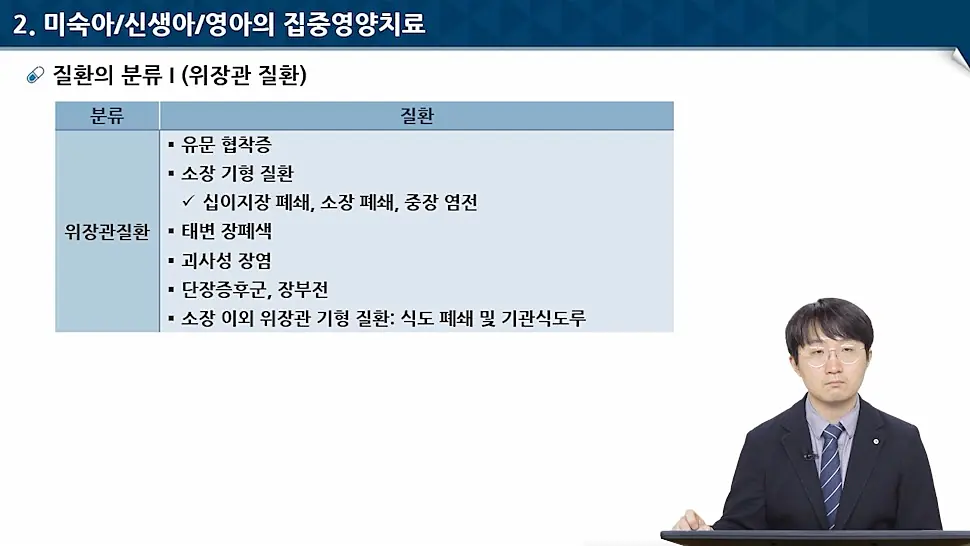 2. 미숙아/신생아/영아의 집중영양치료
질환의 분류 I (위장관 질환)
분류
질환
위장관질환
▪ 유문 협착증
▪ 소장 기형 질환
✓ 십이지장 폐쇄, 소장 폐쇄, 중장 염전
▪ 태변 장폐색
▪ 괴사성 장염
▪ 단장증후군, 장부전
▪ 소장 이외 위장관 기형 질환: 식도 폐쇄 및 기관식도루